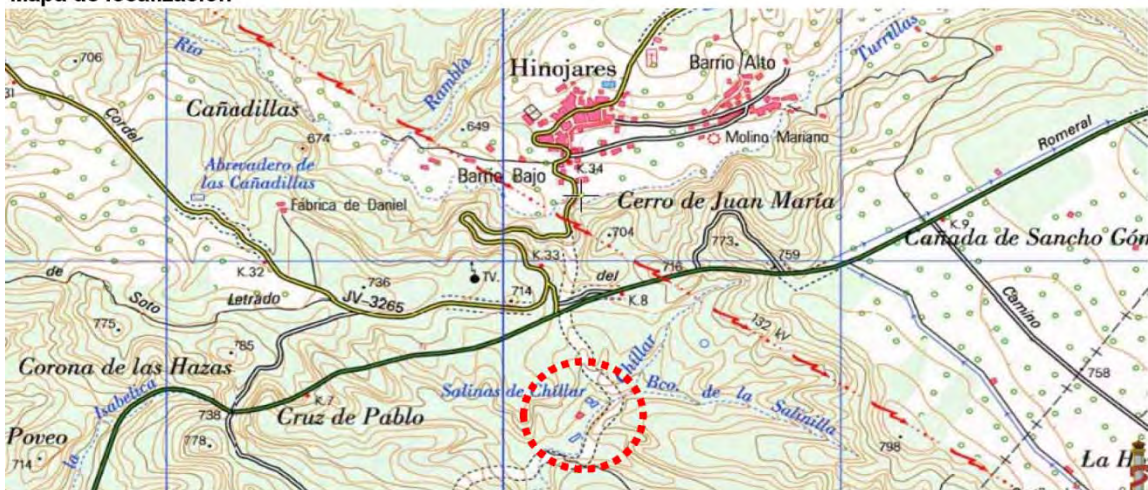 Mapa de localización
706
Río
Rambla
Hinojares
Barrio Alto
Turrillas
Cordel
Cañadillas
674
649
Molino Mariano
Romeral
Abrevadero de
las Cañadillas
Barrio Bajo
K.34
Fábrica de Daniel
Cerro de Juan María
K.9
Cañada de Sancho Gón
704
773
759
K.33
716
K.32
de
Soto
Letrado
736
JV-3265
TV.
714
del
K.8
Camino
775
785
132 kV
758
Corona de las Hazas
Chillar
Salinas de Chillar
Bco. de la Salinilla
la Isabelica
K.7
738
Cruz de Pablo
Poveo
714
778
798
La H